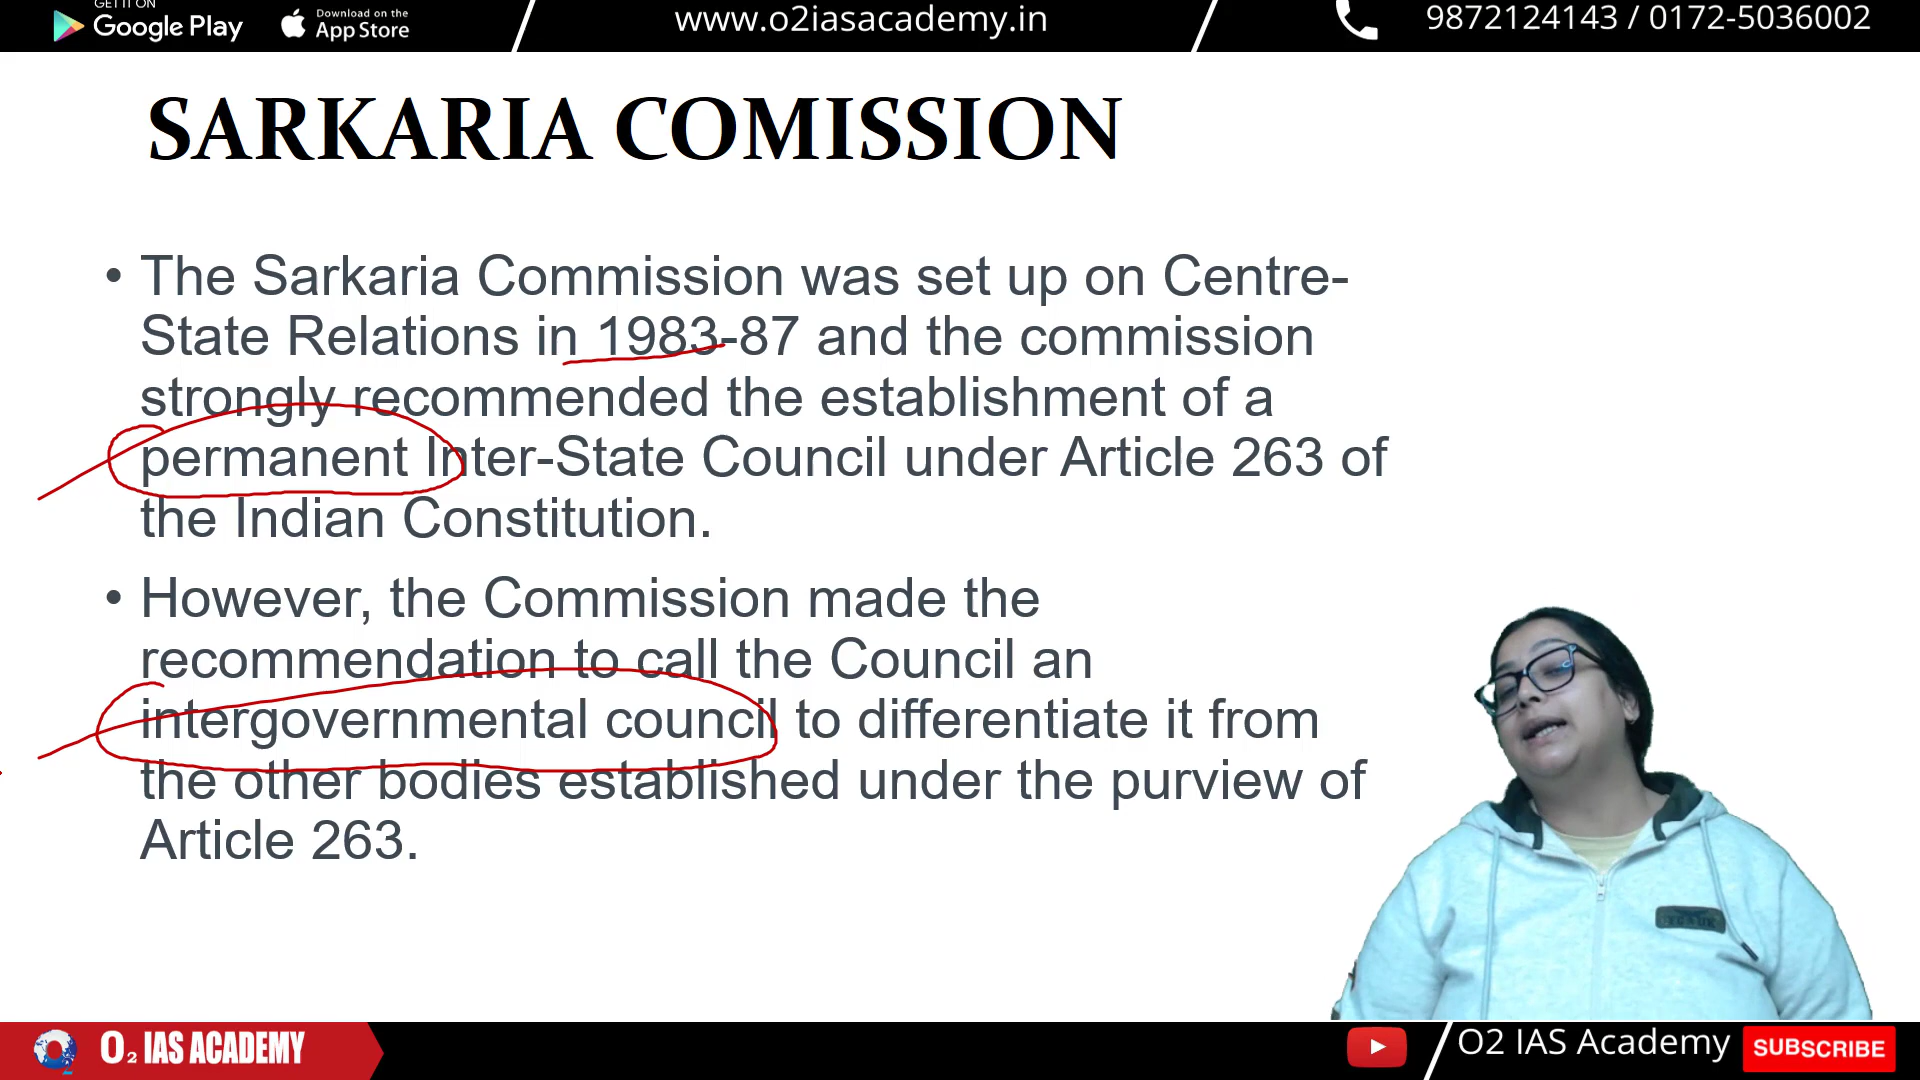 GET IT ON
Google Play
Download on the
App Store
www.o2iasacademy.in
9872124143 / 0172-5036002
SARKARIA COMISSION
• The Sarkaria Commission was set up on Centre-
State Relations in 1983-87 and the commission
strongly recommended the establishment of a
permanent Inter-State Council under Article 263 of
the Indian Constitution.
• However, the Commission made the
recommendation to call the Council an
intergovernmental council to differentiate it from
the other bodies established under the purview of
Article 263.
O2 IAS ACADEMY
O2 IAS Academy
SUBSCRIBE